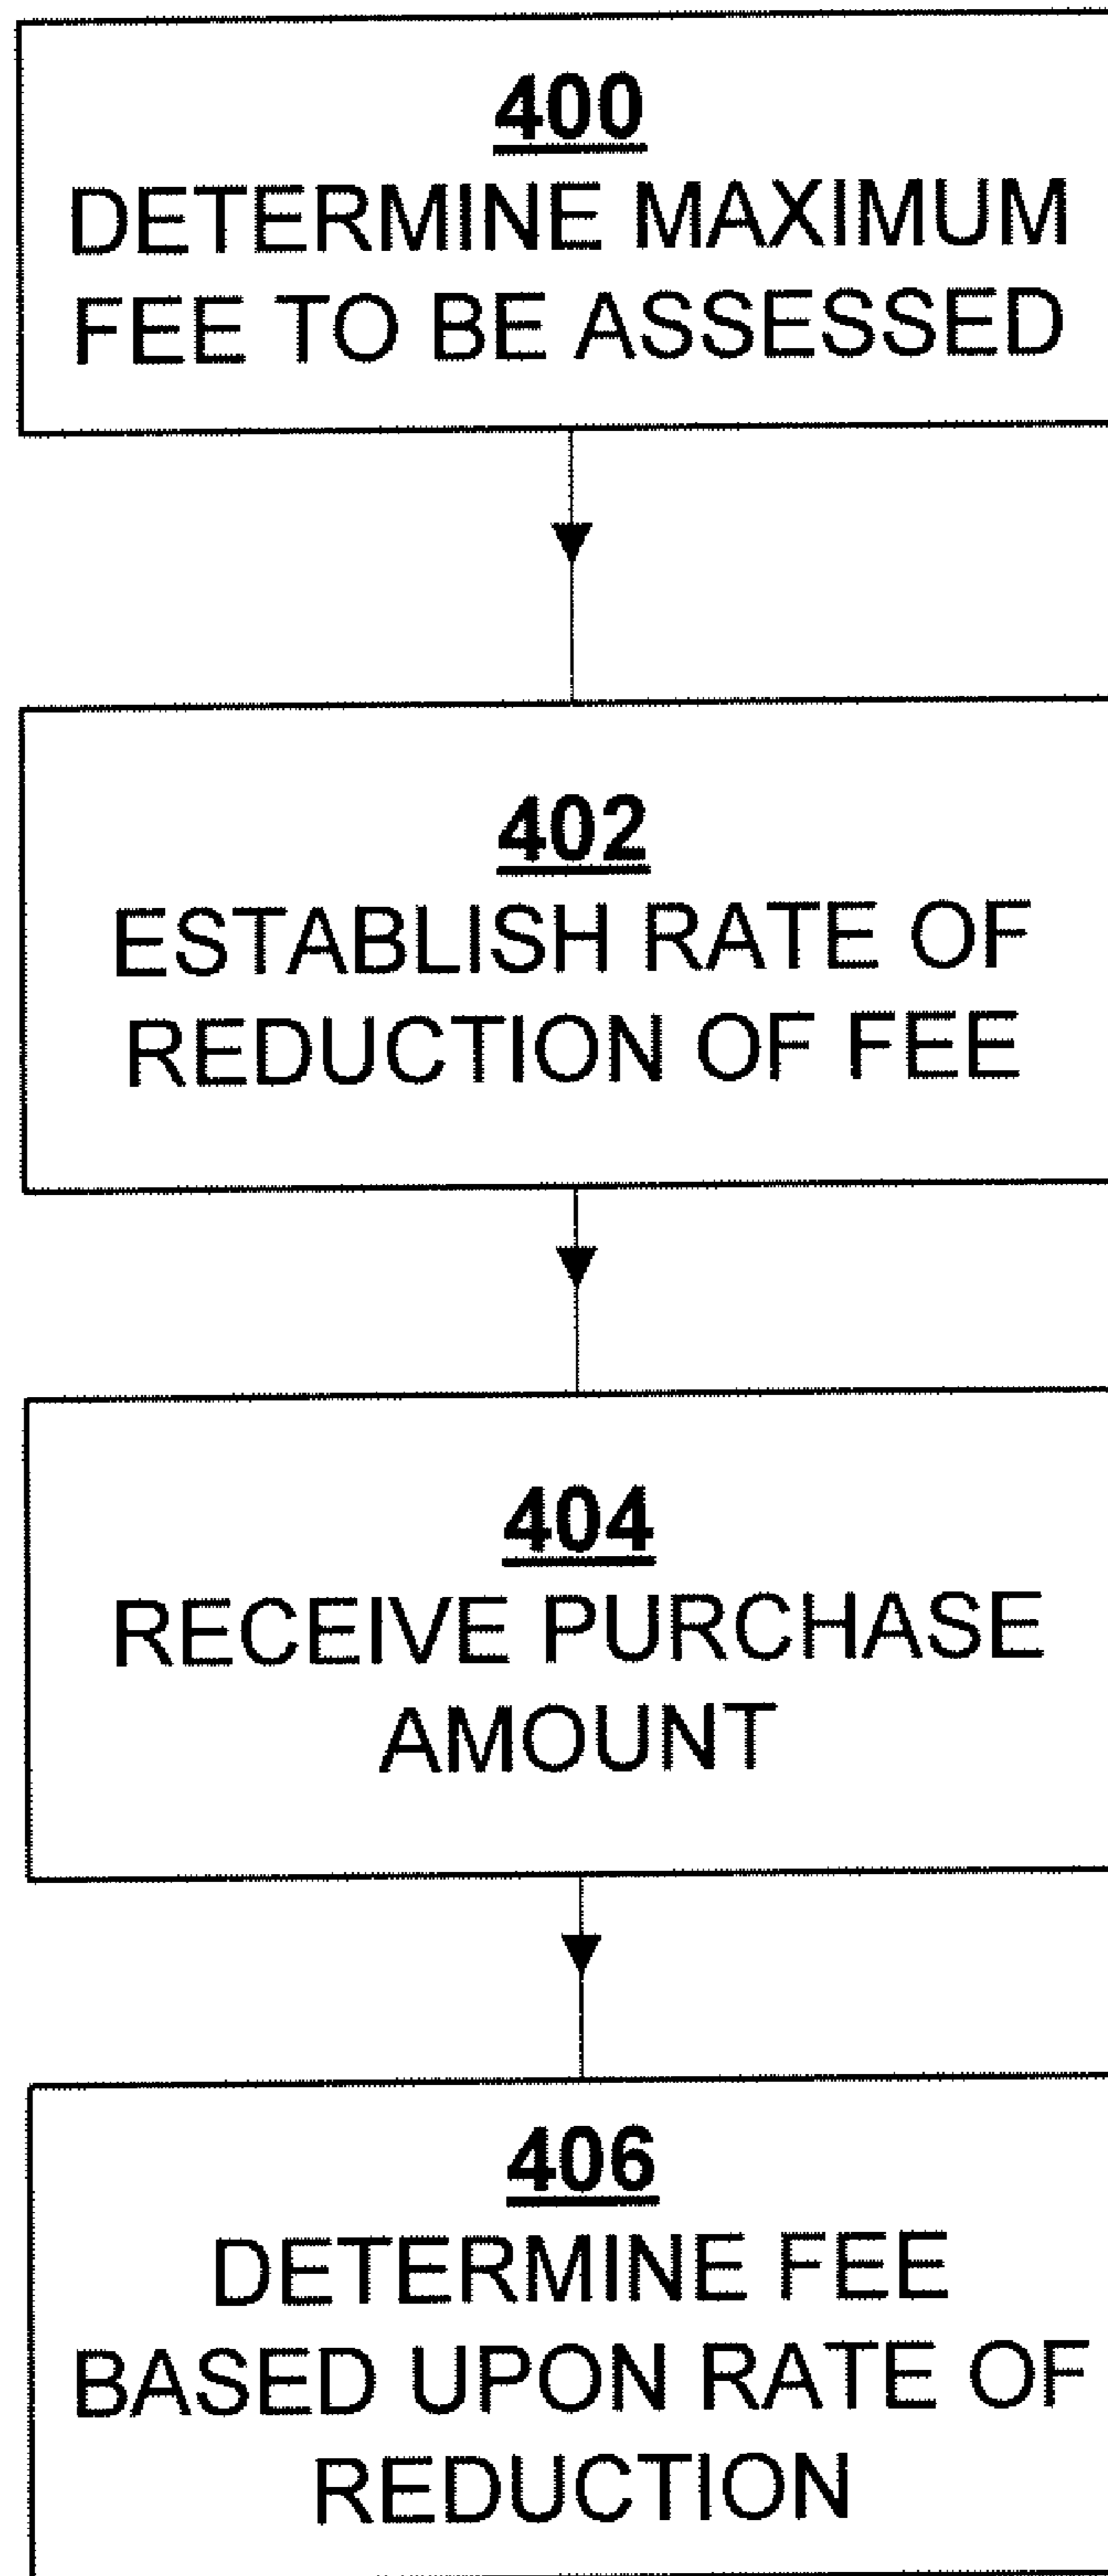 400
DETERMINE MAXIMUM
FEE TO BE ASSESSED
402
ESTABLISH RATE OF
REDUCTION OF FEE
404
RECEIVE PURCHASE
AMOUNT
406
DETERMINE FEE
BASED UPON RATE OF
REDUCTION